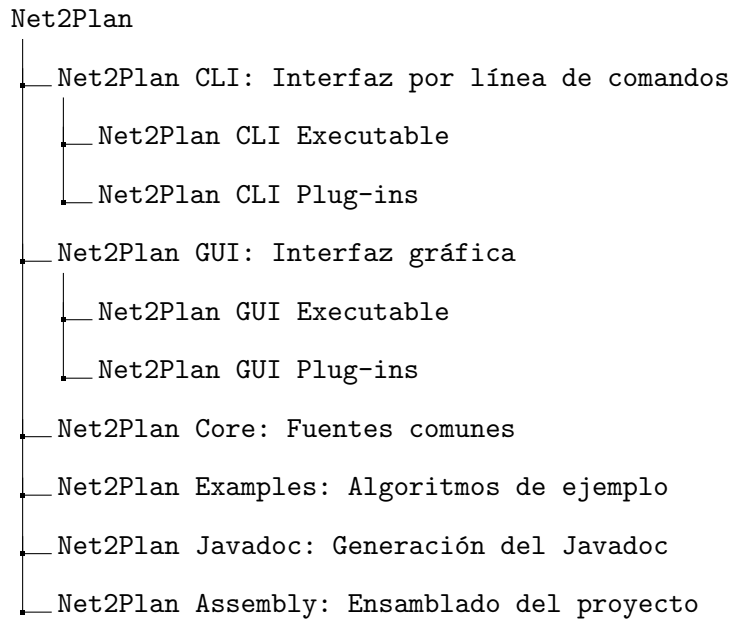 Net2Plan
Net2Plan CLI: Interfaz por línea de comandos
Net2Plan CLI Executable
Net2Plan CLI Plug-ins
Net2Plan GUI: Interfaz gráfica
Net2Plan GUI Executable
Net2Plan GUI Plug-ins
Net2Plan Core: Fuentes comunes
Net2Plan Examples: Algoritmos de ejemplo
Net2Plan Javadoc: Generación del Javadoc
Net2Plan Assembly: Ensamblado del proyecto